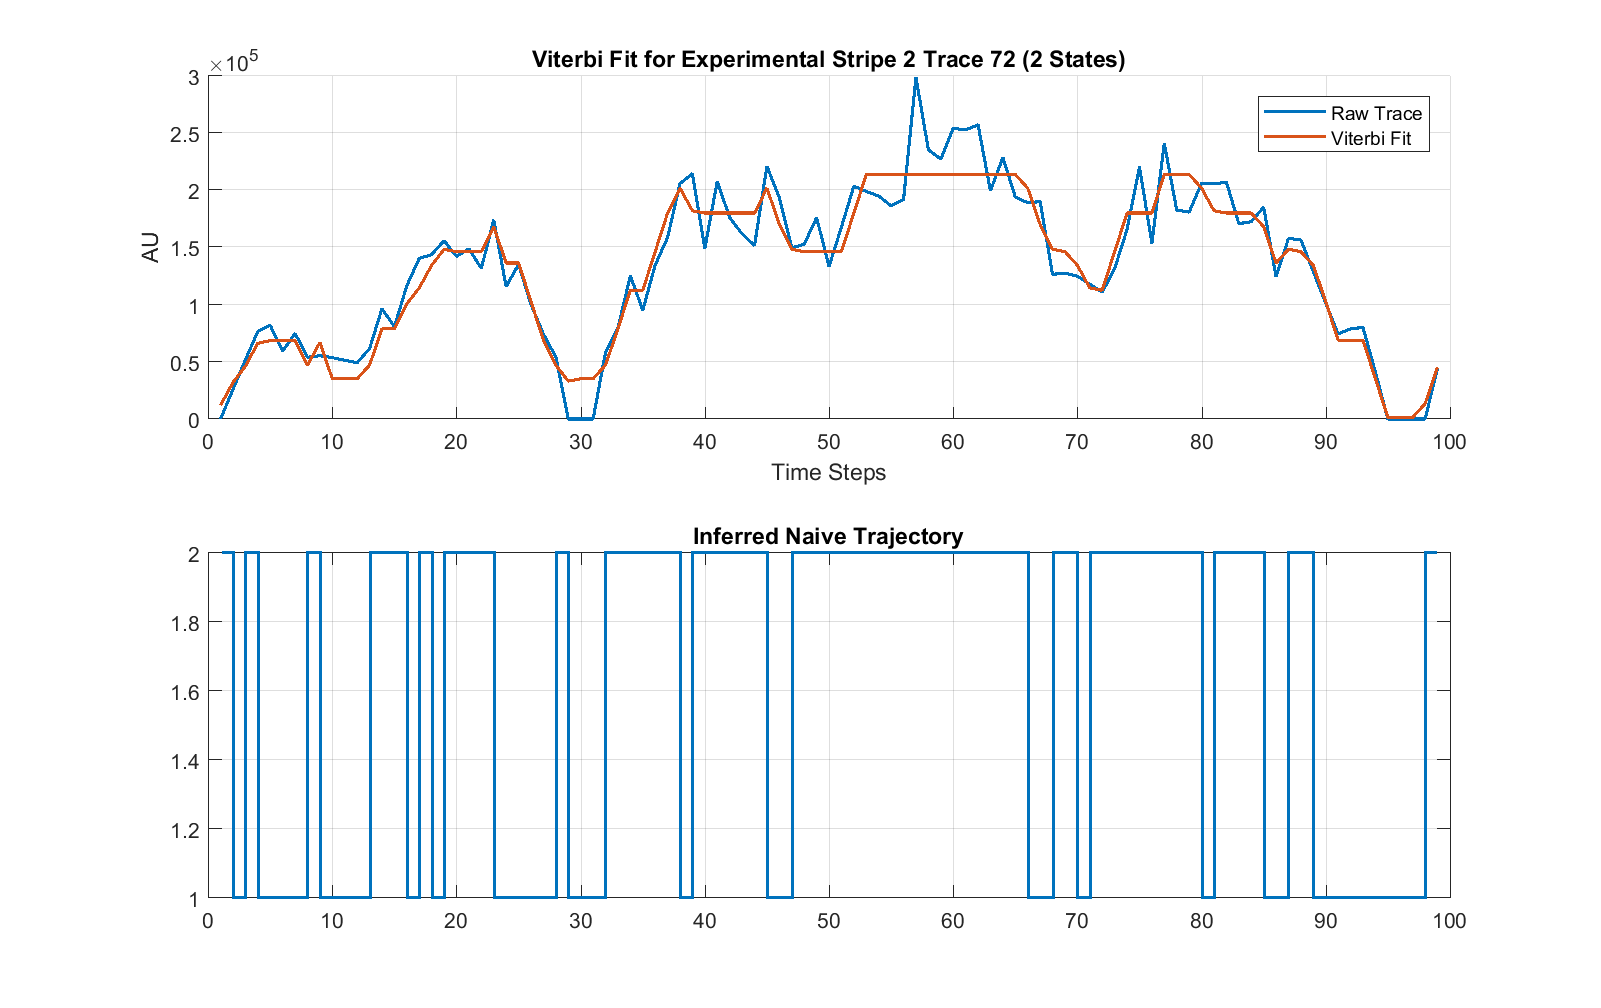 Viterbi Fit for Experimental Stripe 2 Trace 72 (2 States)
×10^5
3
2.5
2
1.5
1
0.5
0
AU
Raw Trace
Viterbi Fit
0 10 20 30 40 50 60 70 80 90 100
Time Steps
Inferred Naive Trajectory
2
1.8
1.6
1.4
1.2
1
0 10 20 30 40 50 60 70 80 90 100